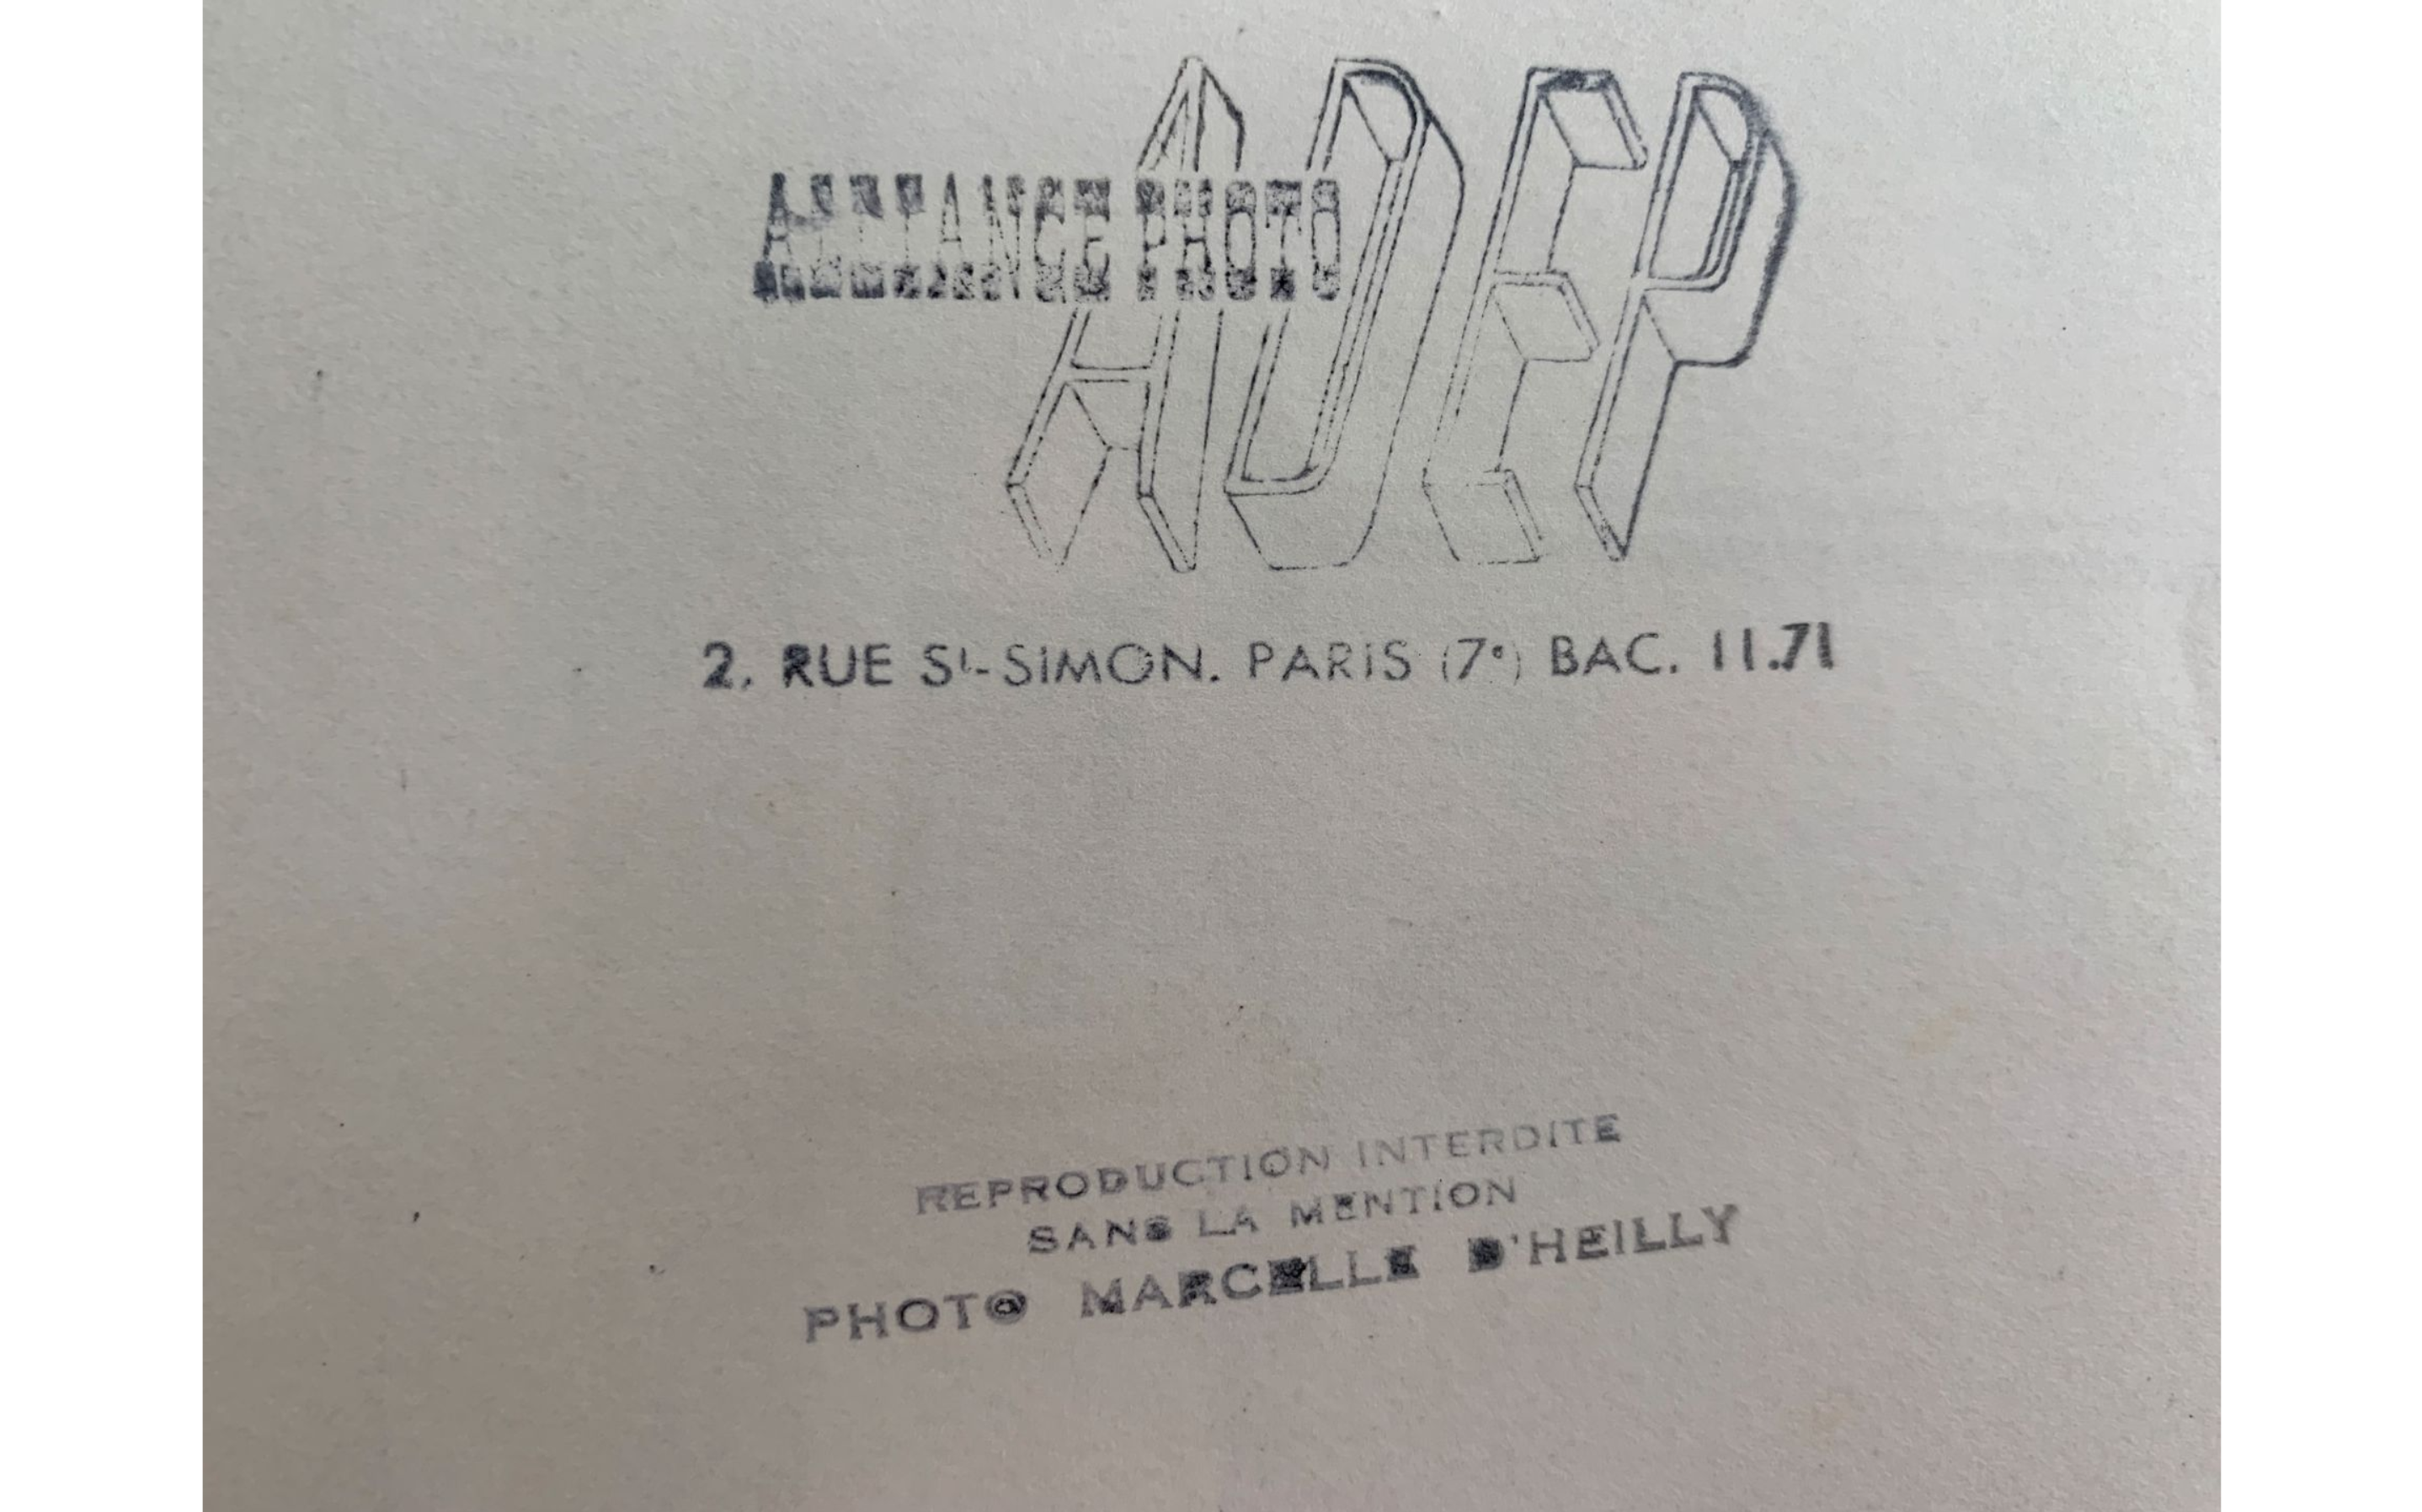 ADEP
ALLIANCE PHOTO
2, RUE St-SIMON. PARIS (7e) BAC. 11.71
REPRODUCTION INTERDITE
SANS LA MENTION
PHOTO MARCELLE D'HEILLY